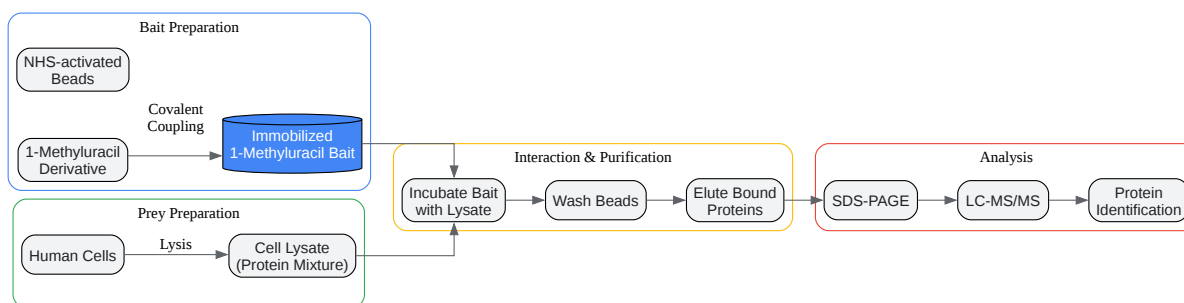 Bait Preparation
NHS-activated
Beads
Covalent
Coupling
1-Methyluracil
Derivative
Immobilized
1-Methyluracil Bait
Prey Preparation
Human Cells
Lysis
Cell Lysate
(Protein Mixture)
Interaction & Purification
Incubate Bait
with Lysate
Wash Beads
Elute Bound
Proteins
Analysis
SDS-PAGE
LC-MS/MS
Protein
Identification